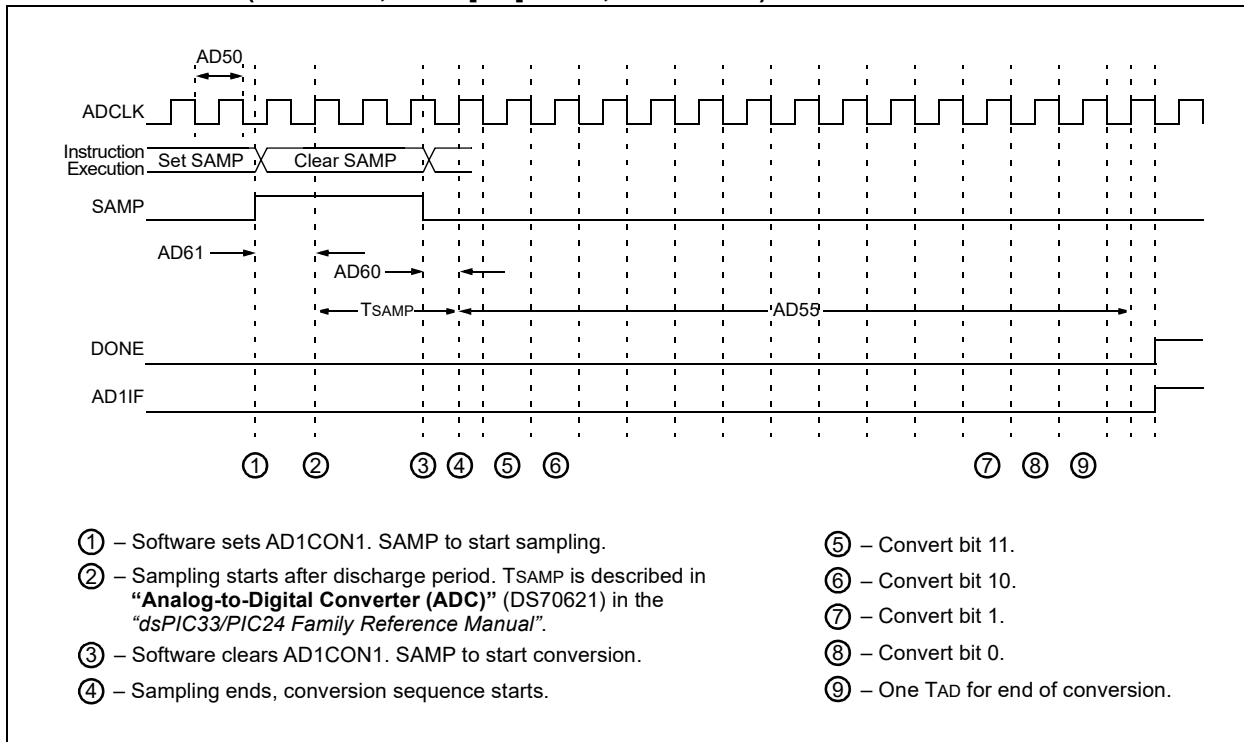 AD50
ADCLK
Instruction
Execution
Set SAMP
Clear SAMP
SAMP
AD61
AD60
TSAMP
AD55
DONE
AD1IF
1 2 3 4 5 6 7 8 9
1 – Software sets AD1CON1. SAMP to start sampling.
2 – Sampling starts after discharge period. TSAMP is described in
“Analog-to-Digital Converter (ADC)” (DS70621) in the
“dsPIC33/PIC24 Family Reference Manual”.
3 – Software clears AD1CON1. SAMP to start conversion.
4 – Sampling ends, conversion sequence starts.
5 – Convert bit 11.
6 – Convert bit 10.
7 – Convert bit 1.
8 – Convert bit 0.
9 – One TAD for end of conversion.